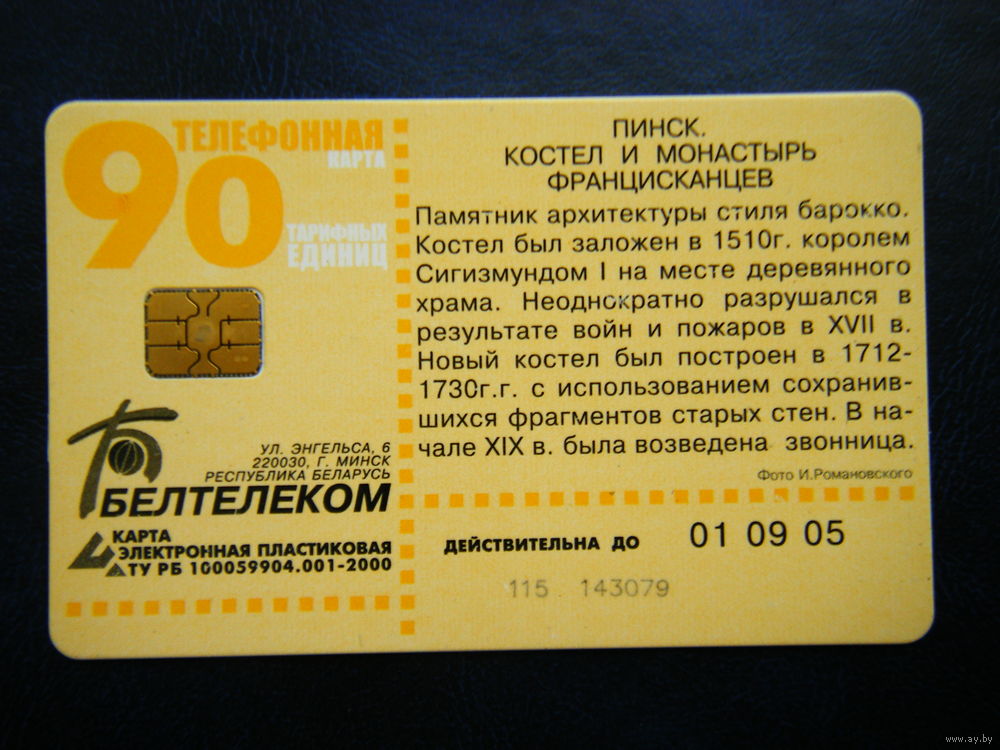 90
ТЕЛЕФОННАЯ
КАРТА
ТАРИФНЫХ
ЕДИНИЦ
УЛ. ЭНГЕЛЬСА, 6
220030, Г. МИНСК
РЕСПУБЛИКА БЕЛАРУСЬ
БЕЛТЕЛЕКОМ
КАРТА
ЭЛЕКТРОННАЯ ПЛАСТИКОВАЯ
ТУ РБ 100059904.001-2000
ПИНСК.
КОСТЕЛ И МОНАСТЫРЬ
ФРАНЦИСКАНЦЕВ
Памятник архитектуры стиля барокко.
Костел был заложен в 1510г. королем
Сигизмундом I на месте деревянного
храма. Неоднократно разрушался в
результате войн и пожаров в XVII в.
Новый костел был построен в 1712-
1730г.г. с использованием сохранив-
шихся фрагментов старых стен. В на-
чале XIX в. была возведена звонница.
Фото И.Романовского
ДЕЙСТВИТЕЛЬНА ДО 01 09 05
115 143079
www.ay.by